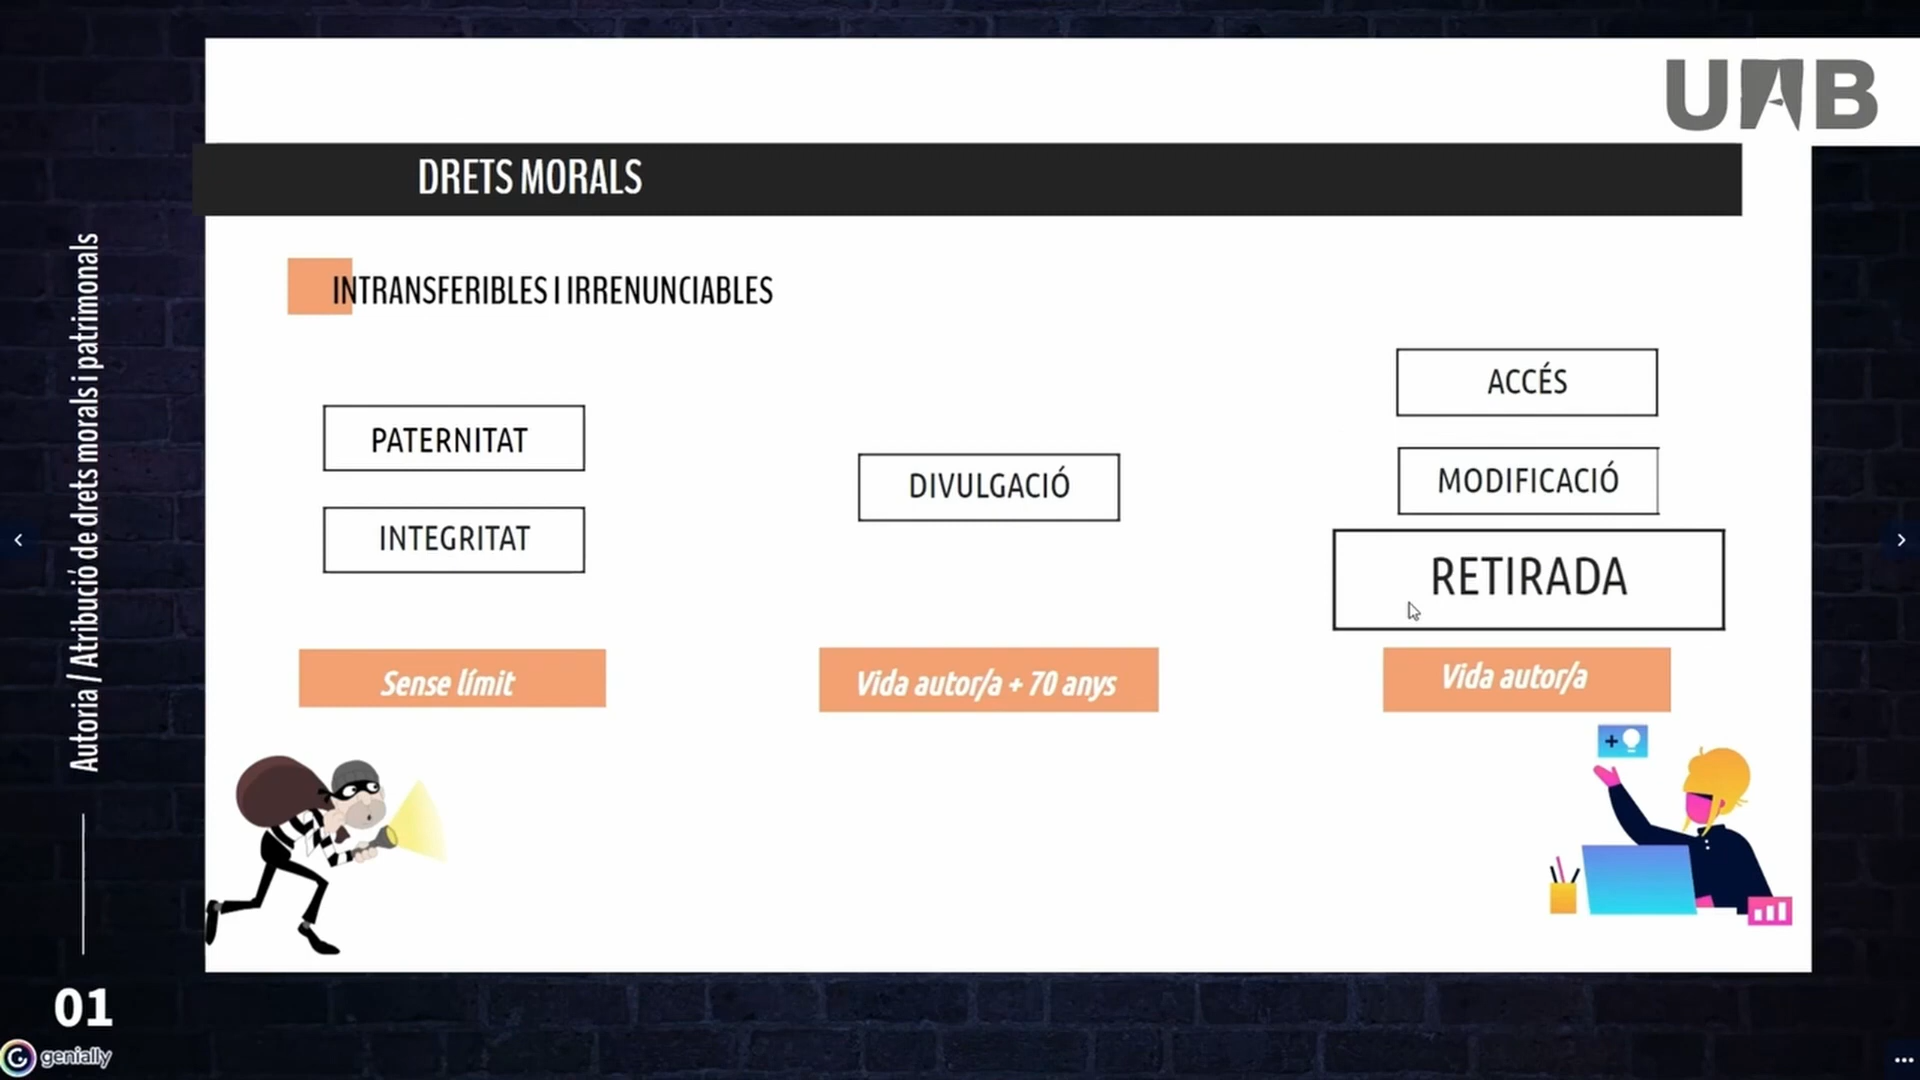 UAB
DRETS MORALS
INTRANSFERIBLES I IRRENUNCIABLES
PATERNITAT
INTEGRITAT
Sense límit
DIVULGACIÓ
Vida autor/a + 70 anys
ACCÉS
MODIFICACIÓ
RETIRADA
Vida autor/a
Autoria / Atribució de drets morals i patrimonals
01
genially